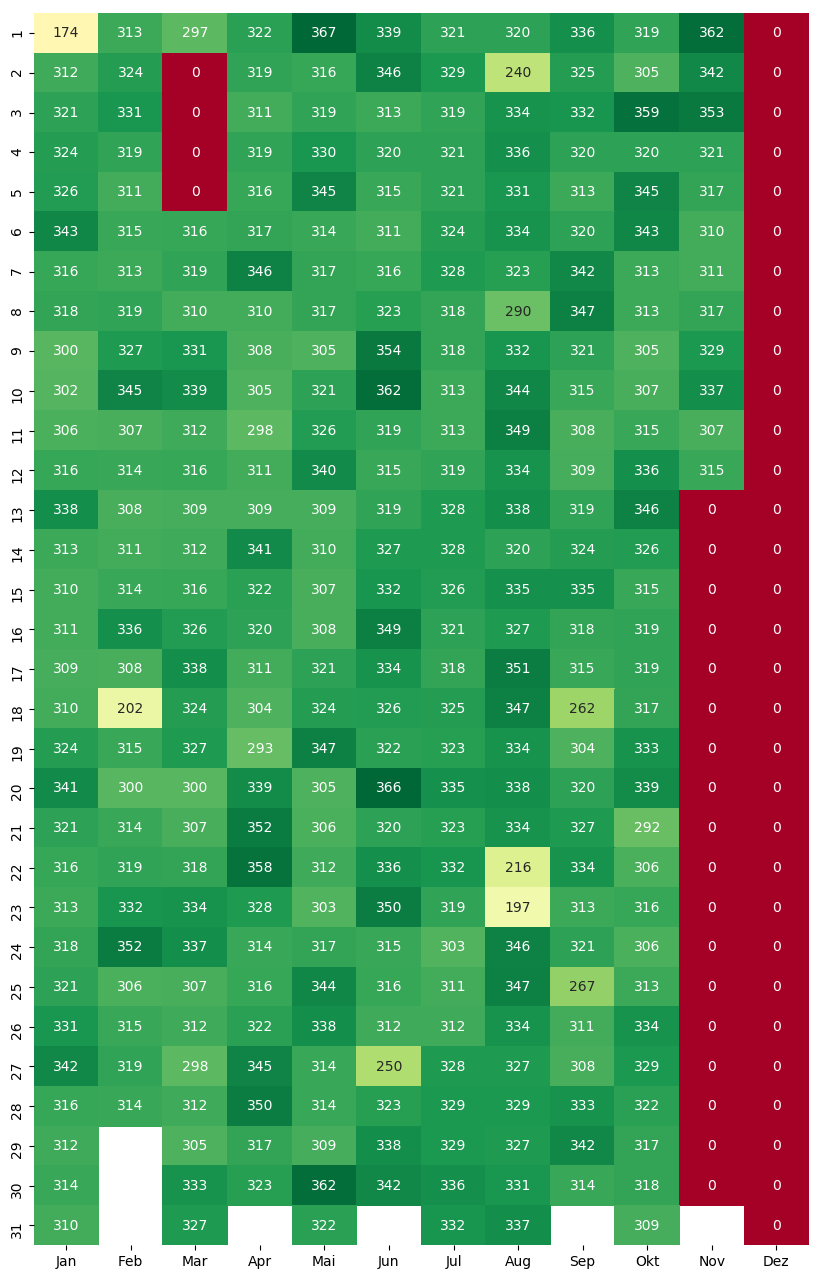 1 174 313 297 322 367 339 321 320 336 319 362 0
2 312 324 0 319 316 346 329 240 325 305 342 0
3 321 331 0 311 319 313 319 334 332 359 353 0
4 324 319 0 319 330 320 321 336 320 320 321 0
5 326 311 0 316 345 315 321 331 313 345 317 0
6 343 315 316 317 314 311 324 334 320 343 310 0
7 316 313 319 346 317 316 328 323 342 313 311 0
8 318 319 310 310 317 323 318 290 347 313 317 0
9 300 327 331 308 305 354 318 332 321 305 329 0
10 302 345 339 305 321 362 313 344 315 307 337 0
11 306 307 312 298 326 319 313 349 308 315 307 0
12 316 314 316 311 340 315 319 334 309 336 315 0
13 338 308 309 309 309 319 328 338 319 346 0 0
14 313 311 312 341 310 327 328 320 324 326 0 0
15 310 314 316 322 307 332 326 335 335 315 0 0
16 311 336 326 320 308 349 321 327 318 319 0 0
17 309 308 338 311 321 334 318 351 315 319 0 0
18 310 202 324 304 324 326 325 347 262 317 0 0
19 324 315 327 293 347 322 323 334 304 333 0 0
20 341 300 300 339 305 366 335 338 320 339 0 0
21 321 314 307 352 306 320 323 334 327 292 0 0
22 316 319 318 358 312 336 332 216 334 306 0 0
23 313 332 334 328 303 350 319 197 313 316 0 0
24 318 352 337 314 317 315 303 346 321 306 0 0
25 321 306 307 316 344 316 311 347 267 313 0 0
26 331 315 312 322 338 312 312 334 311 334 0 0
27 342 319 298 345 314 250 328 327 308 329 0 0
28 316 314 312 350 314 323 329 329 333 322 0 0
29 312 305 317 309 338 329 327 342 317 0 0
30 314 333 323 362 342 336 331 314 318 0 0
31 310 327 322 332 337 309 0
Jan Feb Mar Apr Mai Jun Jul Aug Sep Okt Nov Dez